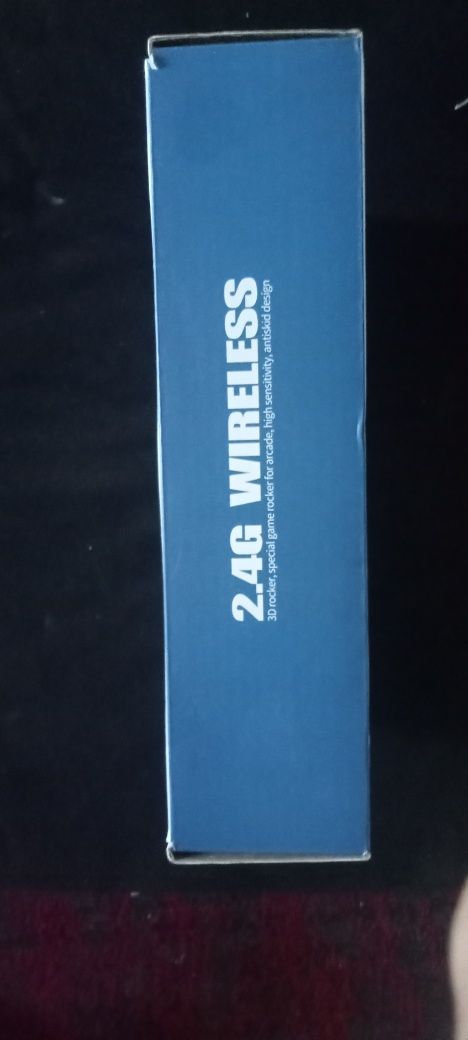 2.4G WIRELESS
3D rocker, special game rocker for arcade, high sensitivity, antiskid design